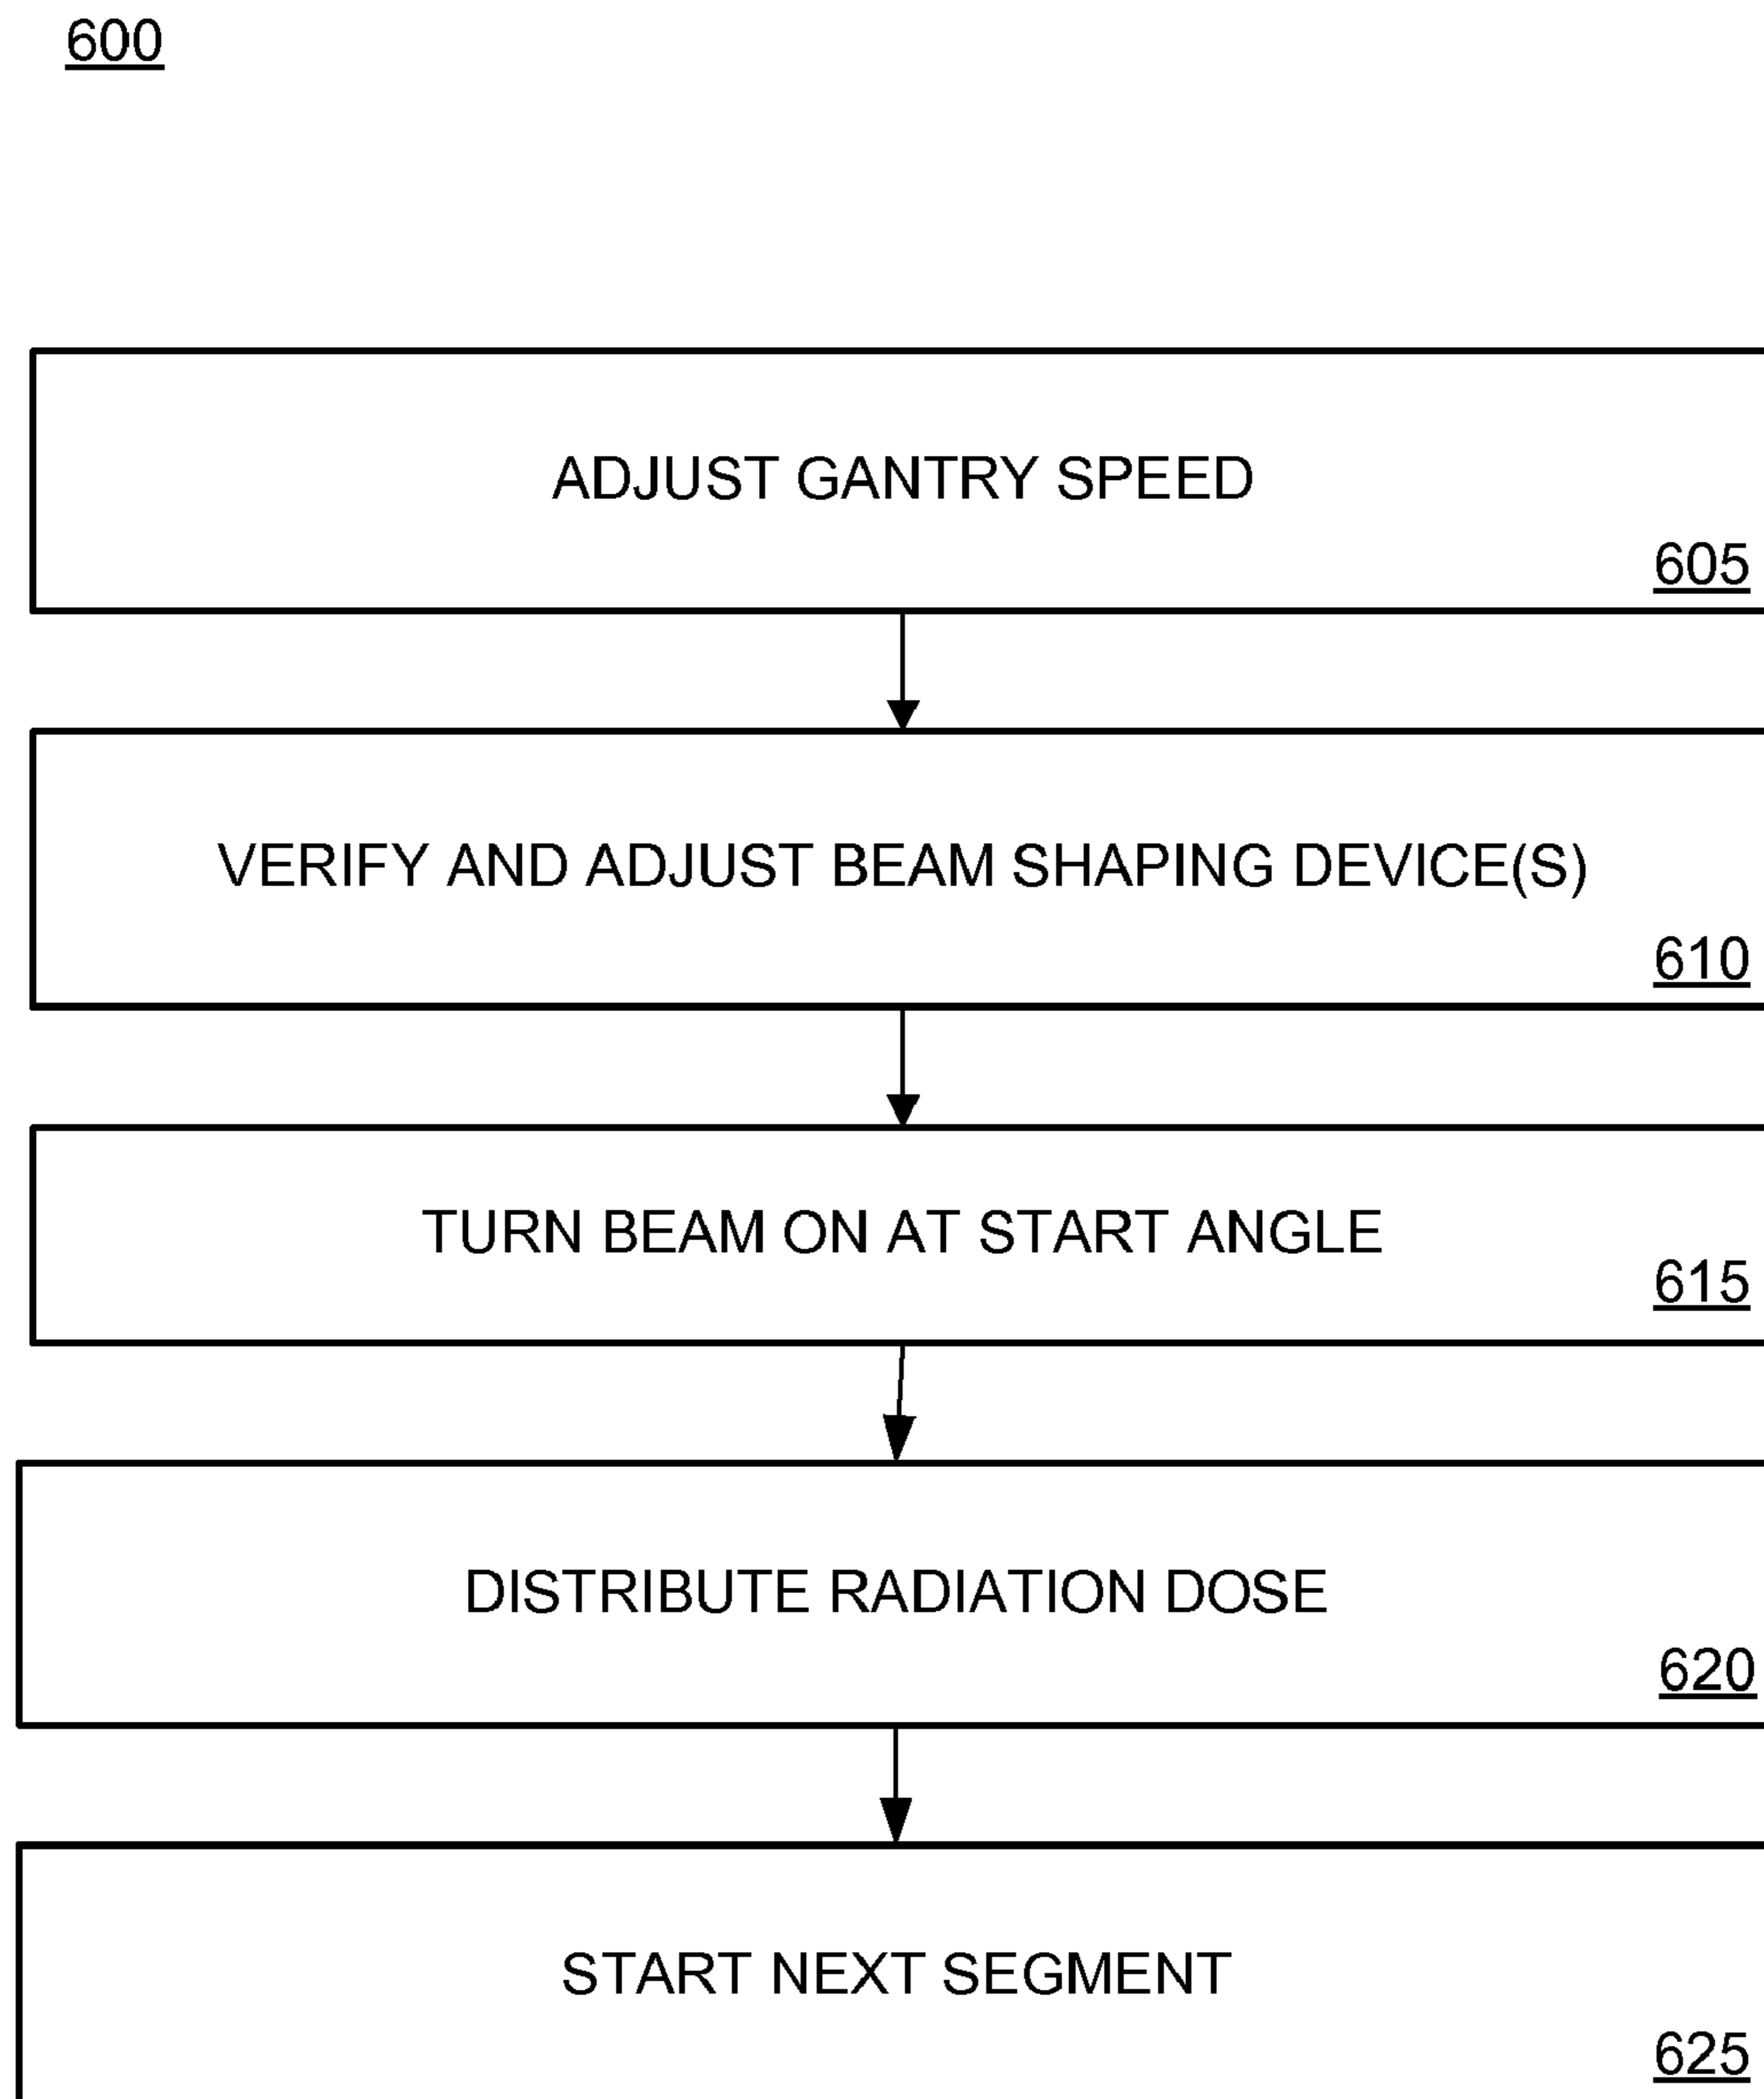 600
ADJUST GANTRY SPEED
605
VERIFY AND ADJUST BEAM SHAPING DEVICE(S)
610
TURN BEAM ON AT START ANGLE
615
DISTRIBUTE RADIATION DOSE
620
START NEXT SEGMENT
625